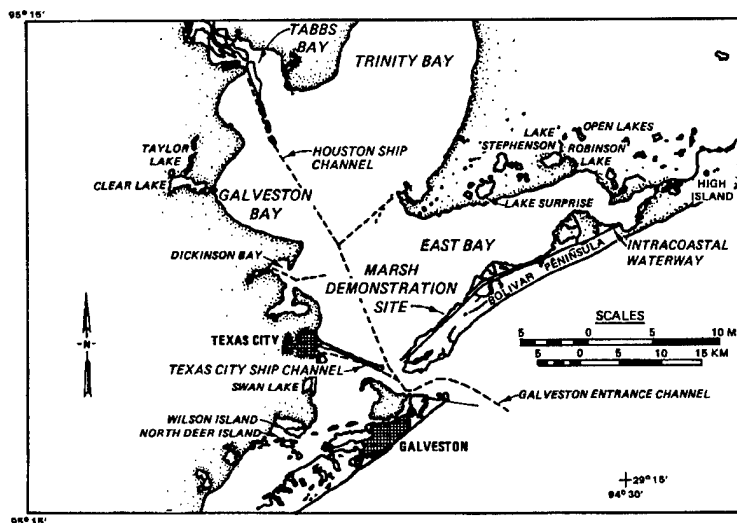 95° 15'
TABBS
BAY
TRINITY BAY
TAYLOR
LAKE
HOUSTON SHIP
CHANNEL
LAKE
STEPHENSON
OPEN LAKES
ROBINSON
LAKE
CLEAR LAKE
GALVESTON
BAY
HIGH
ISLAND
LAKE SURPRISE
DICKINSON BAY
EAST BAY
MARSH
DEMONSTRATION
SITE
BOLIVAR PENINSULA
INTRACOASTAL
WATERWAY
N
SCALES
5 0 5 10 M
5 0 5 10 15 KM
TEXAS CITY
TEXAS CITY SHIP CHANNEL
SWAN LAKE
GALVESTON ENTRANCE CHANNEL
WILSON ISLAND
NORTH DEER ISLAND
GALVESTON
29° 15'
94° 30'
95° 15'